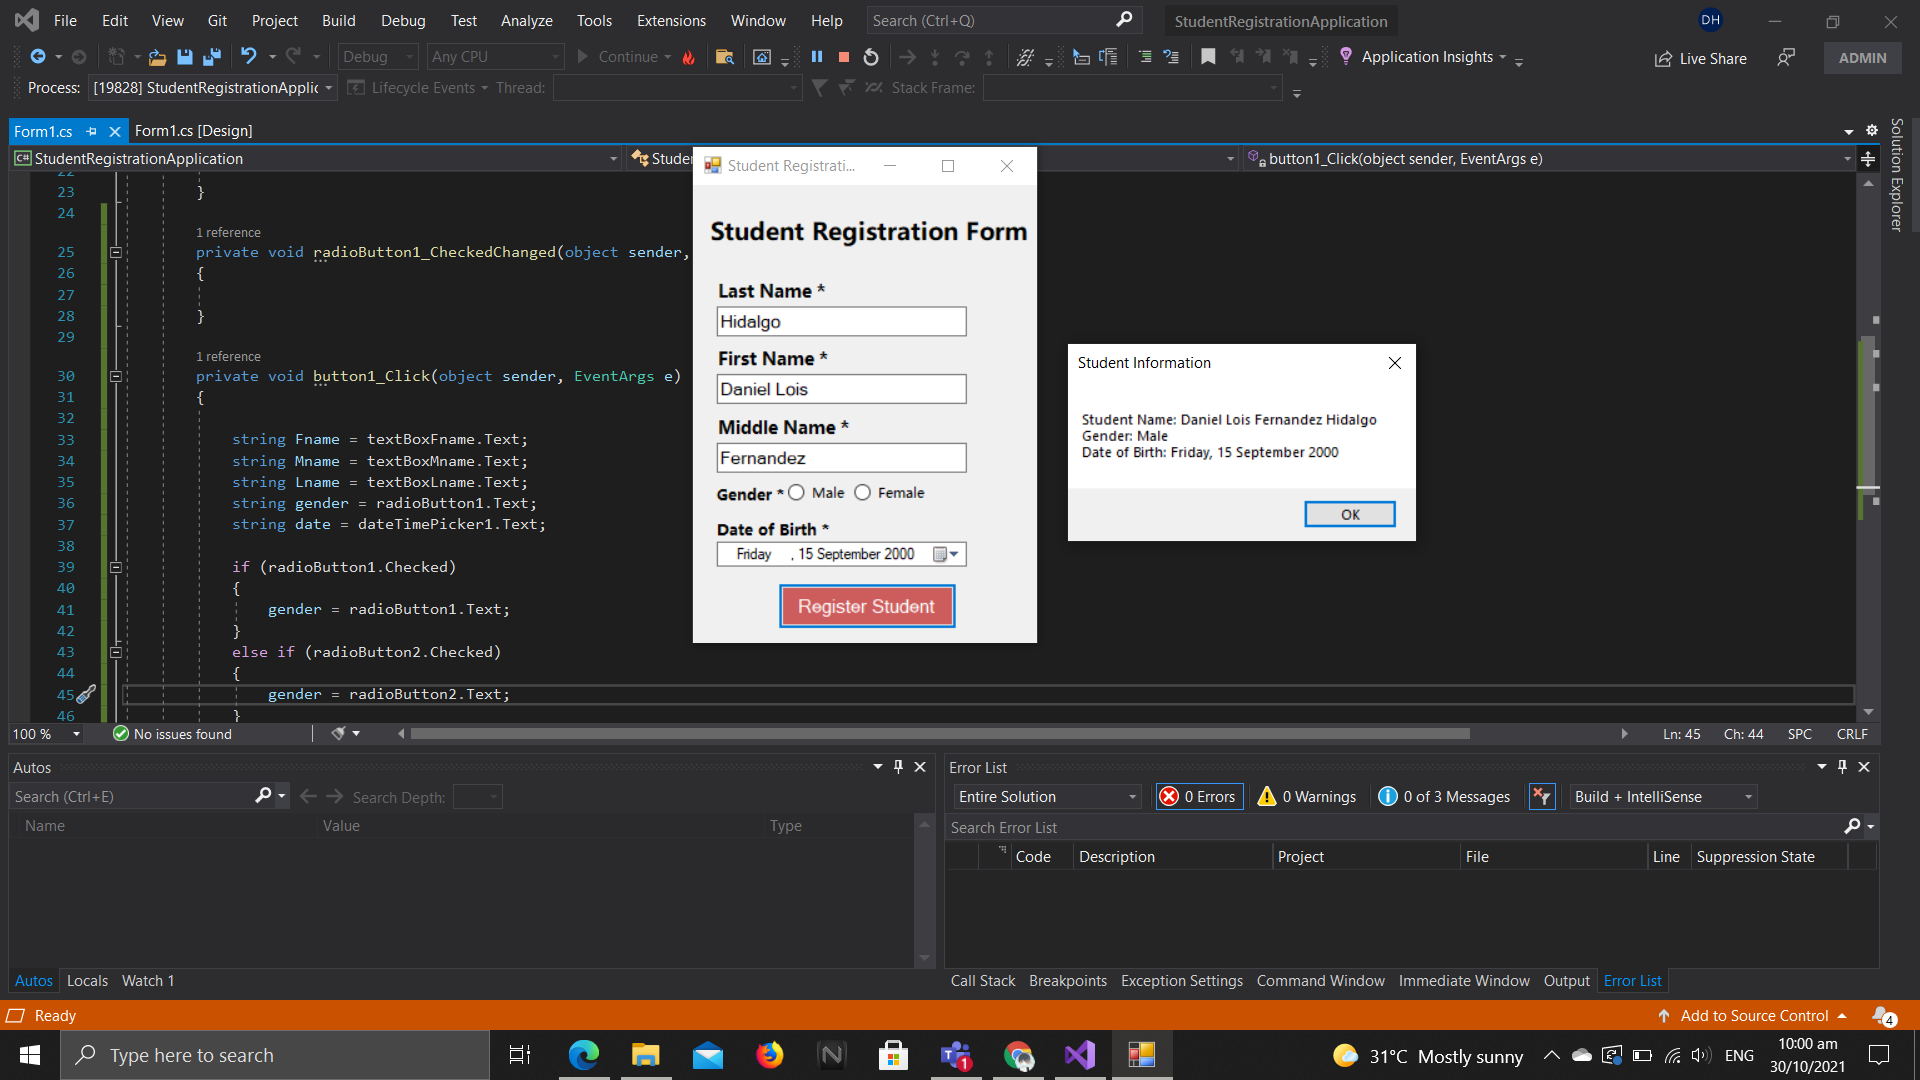 File Edit View Git Project Build Debug Test Analyze Tools Extensions Window Help Search (Ctrl+Q) StudentRegistrationApplication DH
Debug Any CPU Continue Application Insights Live Share ADMIN
Process: [19828] StudentRegistrationApplic Lifecycle Events Thread: Stack Frame:
Form1.cs Form1.cs [Design]
C# StudentRegistrationApplication Studen button1_Click(object sender, EventArgs e)
Solution Explorer
22
23 }
24
1 reference
25 private void radioButton1_CheckedChanged(object sender,
26 {
27
28 }
29
1 reference
30 private void button1_Click(object sender, EventArgs e)
31 {
32
33 string Fname = textBoxFname.Text;
34 string Mname = textBoxMname.Text;
35 string Lname = textBoxLname.Text;
36 string gender = radioButton1.Text;
37 string date = dateTimePicker1.Text;
38
39 if (radioButton1.Checked)
40 {
41 gender = radioButton1.Text;
42 }
43 else if (radioButton2.Checked)
44 {
45 gender = radioButton2.Text;
46 }
Student Registrati...
Student Registration Form
Last Name *
Hidalgo
First Name *
Daniel Lois
Middle Name *
Fernandez
Gender * Male Female
Date of Birth *
Friday , 15 September 2000
Register Student
Student Information
Student Name: Daniel Lois Fernandez Hidalgo
Gender: Male
Date of Birth: Friday, 15 September 2000
OK
100 % No issues found Ln: 45 Ch: 44 SPC CRLF
Autos
Search (Ctrl+E) Search Depth:
Name Value Type
Autos Locals Watch 1
Error List
Entire Solution 0 Errors 0 Warnings 0 of 3 Messages Build + IntelliSense
Search Error List
Code Description Project File Line Suppression State
Call Stack Breakpoints Exception Settings Command Window Immediate Window Output Error List
Ready Add to Source Control 4
Type here to search N 1 31°C Mostly sunny ENG 10:00 am
30/10/2021